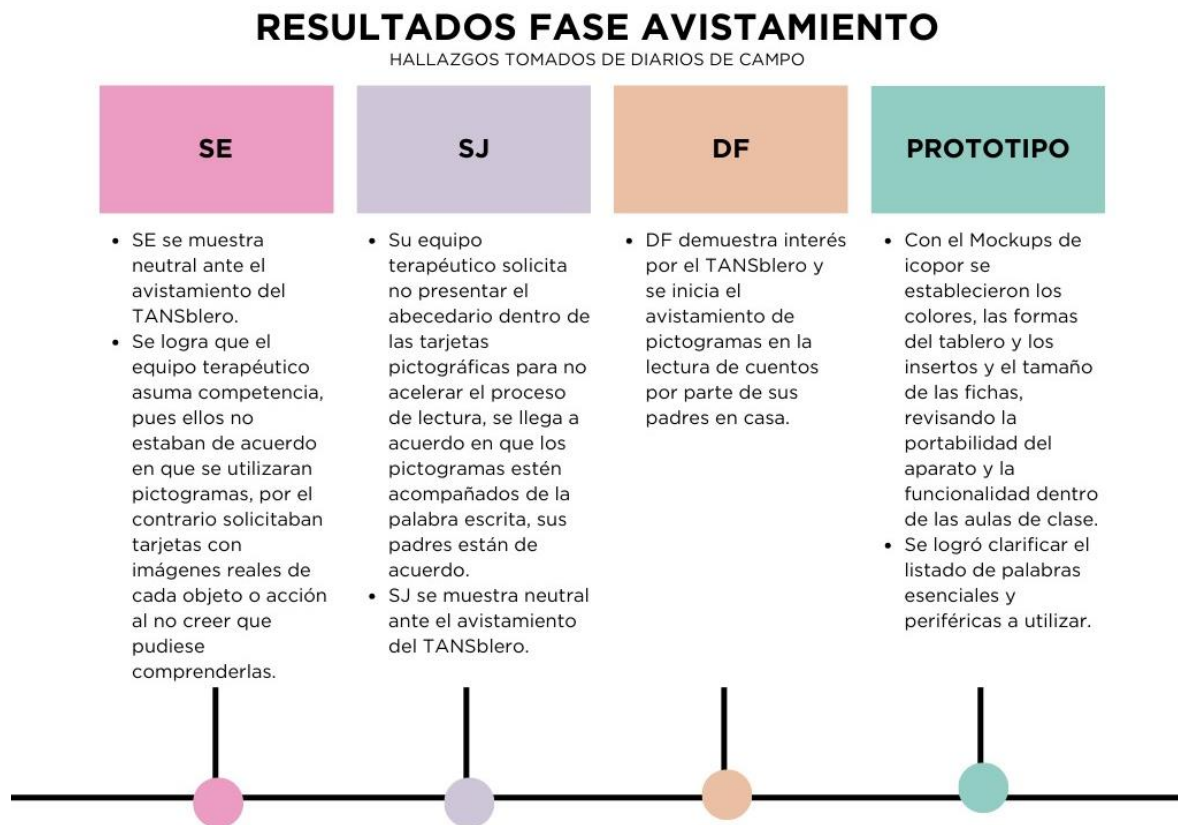 RESULTADOS FASE AVISTAMIENTO
HALLAZGOS TOMADOS DE DIARIOS DE CAMPO
SE
• SE se muestra
neutral ante el
avistamiento del
TANSblero.
• Se logra que el
equipo terapéutico
asuma competencia,
pues ellos no
estaban de acuerdo
en que se utilizaran
pictogramas, por el
contrario solicitaban
tarjetas con
imágenes reales de
cada objeto o acción
al no creer que
pudiese
comprenderlas.
SJ
• Su equipo
terapéutico solicita
no presentar el
abecedario dentro de
las tarjetas
pictográficas para no
acelerar el proceso
de lectura, se llega a
acuerdo en que los
pictogramas estén
acompañados de la
palabra escrita, sus
padres están de
acuerdo.
• SJ se muestra neutral
ante el avistamiento
del TANSblero.
DF
• DF demuestra interés
por el TANSblero y
se inicia el
avistamiento de
pictogramas en la
lectura de cuentos
por parte de sus
padres en casa.
PROTOTIPO
• Con el Mockups de
icopor se
establecieron los
colores, las formas
del tablero y los
insertos y el tamaño
de las fichas,
revisando la
portabilidad del
aparato y la
funcionalidad dentro
de las aulas de clase.
• Se logró clarificar el
listado de palabras
esenciales y
periféricas a utilizar.